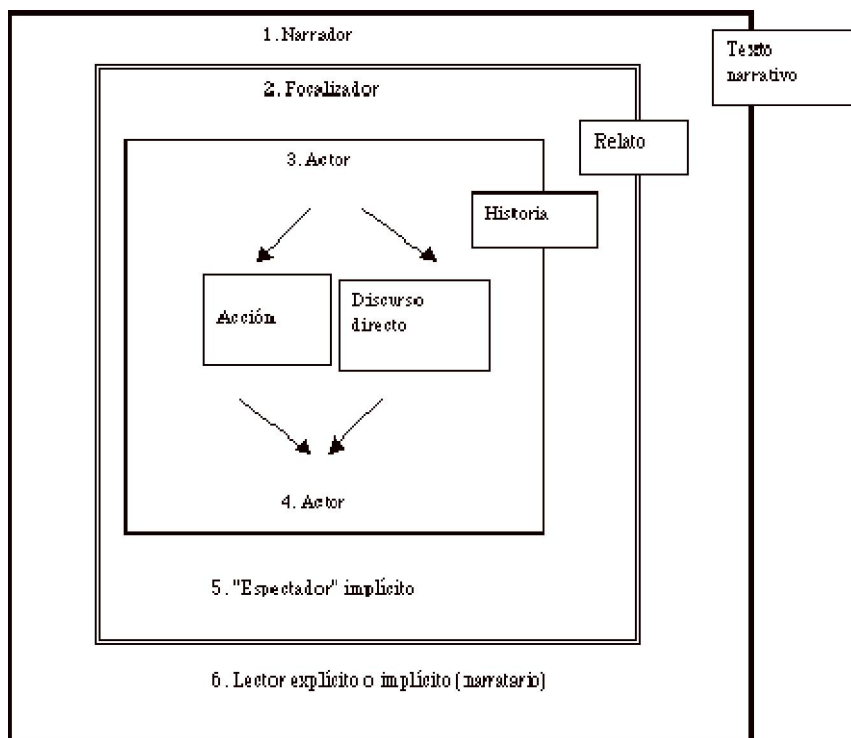 1. Narrador
Texto
narrativo
2. Focalizador
Relato
3. Actor
Historia
Acción
Discurso
directo
4. Actor
5. "Espectador" implícito
6. Lector explícito o implícito (narratario)